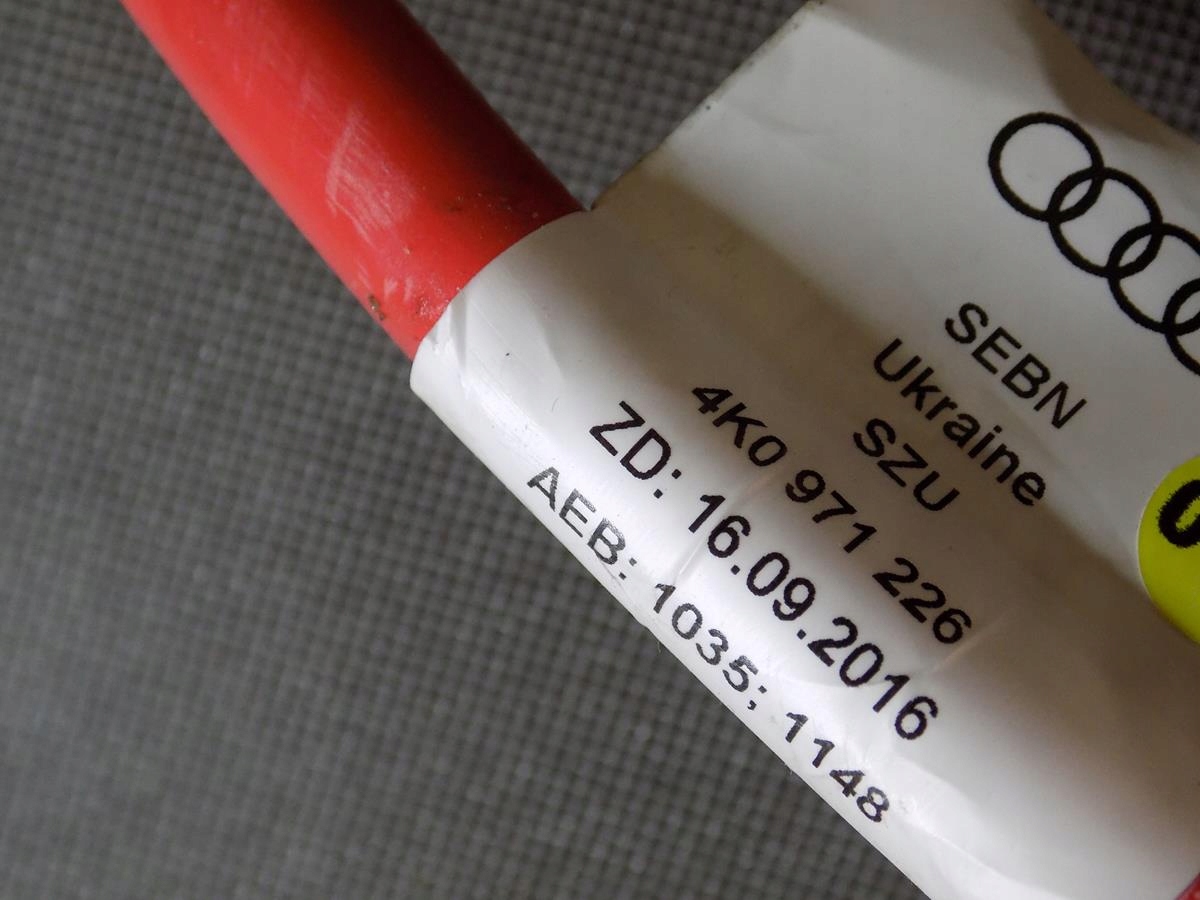 SEBN
Ukraine
SZU
4K0 971 226
ZD: 16.09.2016
AEB: 1035; 1148